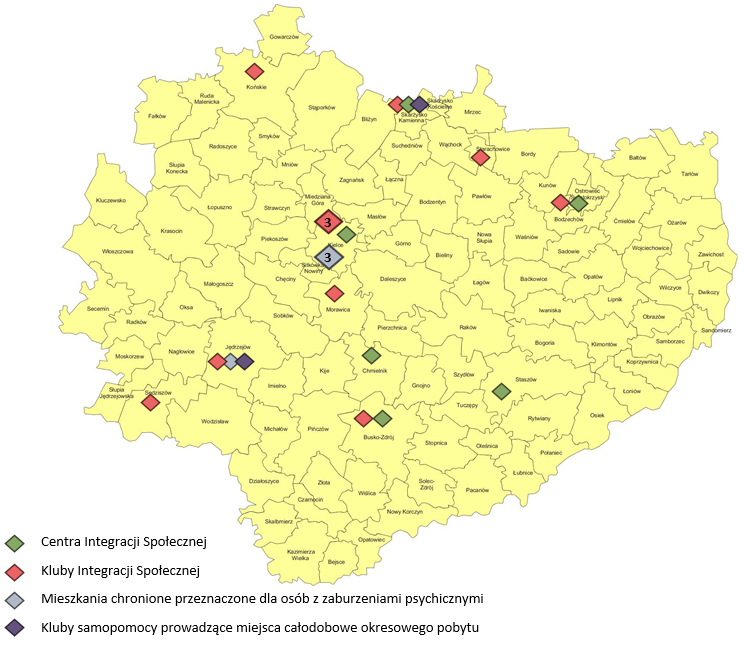 Gowarczów
Końskie
Ruda
Malenicka
Fałków
Stąporków
Bliżyn
Skarżysko
Kościelne
Skarżysko
Kamienna
Mirzec
Radoszyce
Smyków
Suchedniów
Wąchock
Starachowice
Brody
Bałtów
Tarłów
Słupia
Konecka
Mniów
Zagnańsk
Łączna
Bodzentyn
Pawłów
Kunów
Ostrowiec
Bodzechów
Kluczewsko
Łopuszno
Strawczyn
Miedziana
Góra
Masłów
Ćmielów
Ożarów
Krasocin
Piekoszów
Kielce
Górno
Nowa
Słupia
Waśniów
Sadowie
Wojciechowice
Zawichost
Włoszczowa
Sitkówka
Nowiny
Daleszyce
Bieliny
Małogoszcz
Chęciny
Łagów
Baćkowice
Opatów
Wilczyce
Dwikozy
Lipnik
Secemin
Oksa
Sobków
Morawica
Iwaniska
Obrazów
Radków
Pierzchnica
Raków
Sandomierz
Moskorzew
Nagłowice
Jędrzejów
Bogoria
Klimontów
Samborzec
Koprzywnica
Chmielnik
Imielno
Kije
Gnojno
Szydłów
Staszów
Łoniów
Słupia
Jędrzejowska
Sędziszów
Tuczępy
Rytwiany
Osiek
Wodzisław
Michałów
Pińczów
Busko-Zdrój
Stopnica
Oleśnica
Połaniec
Łubnice
Działoszyce
Złota
Czarnocin
Wiślica
Solec-
Zdrój
Pacanów
Nowy Korczyn
Skalbmierz
Opatowiec
Kazimierza
Wielka
Bejsce
3
3
Centra Integracji Społecznej
Kluby Integracji Społecznej
Mieszkania chronione przeznaczone dla osób z zaburzeniami psychicznymi
Kluby samopomocy prowadzące miejsca całodobowe okresowego pobytu